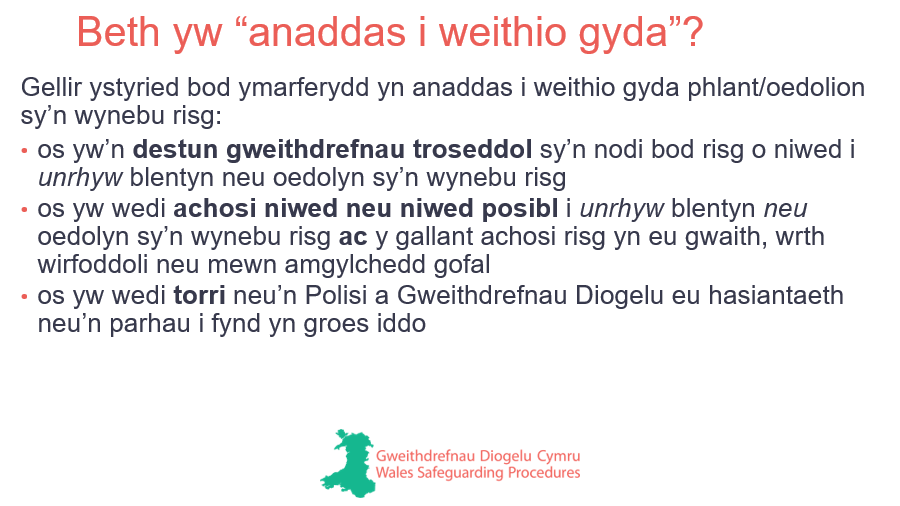 Beth yw “anaddas i weithio gyda”?
Gellir ystyried bod ymarferydd yn anaddas i weithio gyda phlant/oedolion
sy’n wynebu risg:
• os yw’n destun gweithdrefnau troseddol sy’n nodi bod risg o niwed i
unrhyw blentyn neu oedolyn sy’n wynebu risg
• os yw wedi achosi niwed neu niwed posibl i unrhyw blentyn neu
oedolyn sy’n wynebu risg ac y gallant achosi risg yn eu gwaith, wrth
wirfoddoli neu mewn amgylchedd gofal
• os yw wedi torri neu’n Polisi a Gweithdrefnau Diogelu eu hasiantaeth
neu’n parhau i fynd yn groes iddo
Gweithdrefnau Diogelu Cymru
Wales Safeguarding Procedures